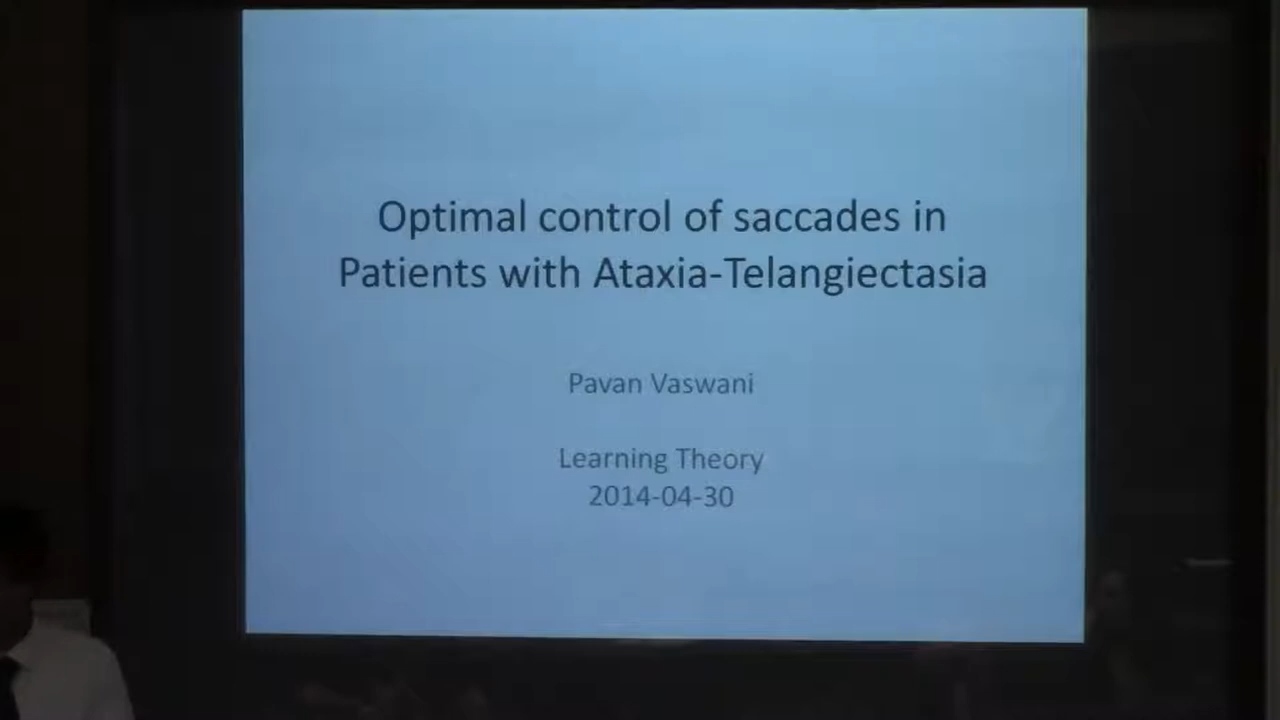 Optimal control of saccades in
Patients with Ataxia-Telangiectasia
Pavan Vaswani
Learning Theory
2014-04-30